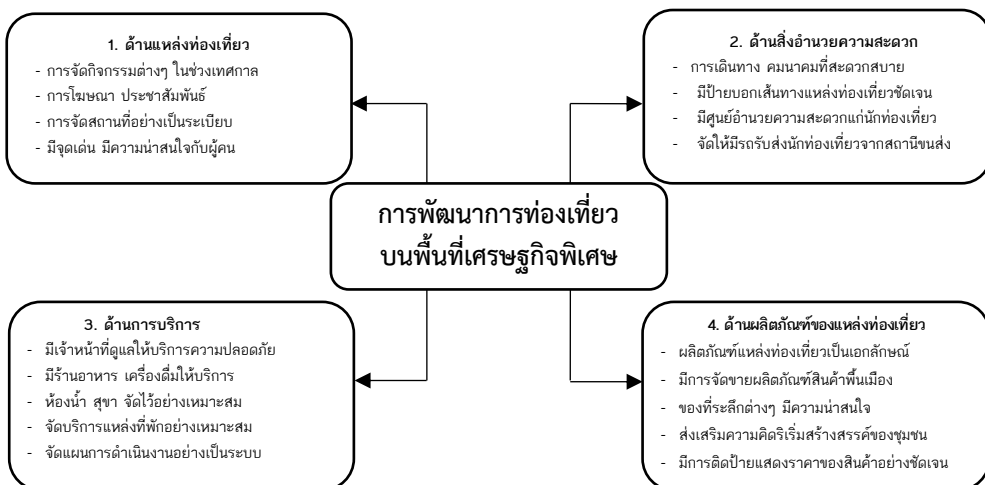 1. ด้านแหล่งท่องเที่ยว
- การจัดกิจกรรมต่างๆ ในช่วงเทศกาล
- การโฆษณา ประชาสัมพันธ์
- การจัดสถานที่อย่างเป็นระเบียบ
- มีจุดเด่น มีความน่าสนใจกับผู้คน
2. ด้านสิ่งอำนวยความสะดวก
- การเดินทาง คมนาคมที่สะดวกสบาย
- มีป้ายบอกเส้นทางแหล่งท่องเที่ยวชัดเจน
- มีศูนย์อำนวยความสะดวกแก่นักท่องเที่ยว
- จัดให้มีรถรับส่งนักท่องเที่ยวจากสถานีขนส่ง
การพัฒนาการท่องเที่ยว
บนพื้นที่เศรษฐกิจพิเศษ
3. ด้านการบริการ
- มีเจ้าหน้าที่ดูแลให้บริการความปลอดภัย
- มีร้านอาหาร เครื่องดื่มให้บริการ
- ห้องน้ำ สุขา จัดไว้อย่างเหมาะสม
- จัดบริการแหล่งที่พักอย่างเหมาะสม
- จัดแผนการดำเนินงานอย่างเป็นระบบ
4. ด้านผลิตภัณฑ์ของแหล่งท่องเที่ยว
- ผลิตภัณฑ์แหล่งท่องเที่ยวเป็นเอกลักษณ์
- มีการจัดขายผลิตภัณฑ์สินค้าพื้นเมือง
- ของที่ระลึกต่างๆ มีความน่าสนใจ
- ส่งเสริมความคิดริเริ่มสร้างสรรค์ของชุมชน
- มีการติดป้ายแสดงราคาของสินค้าอย่างชัดเจน